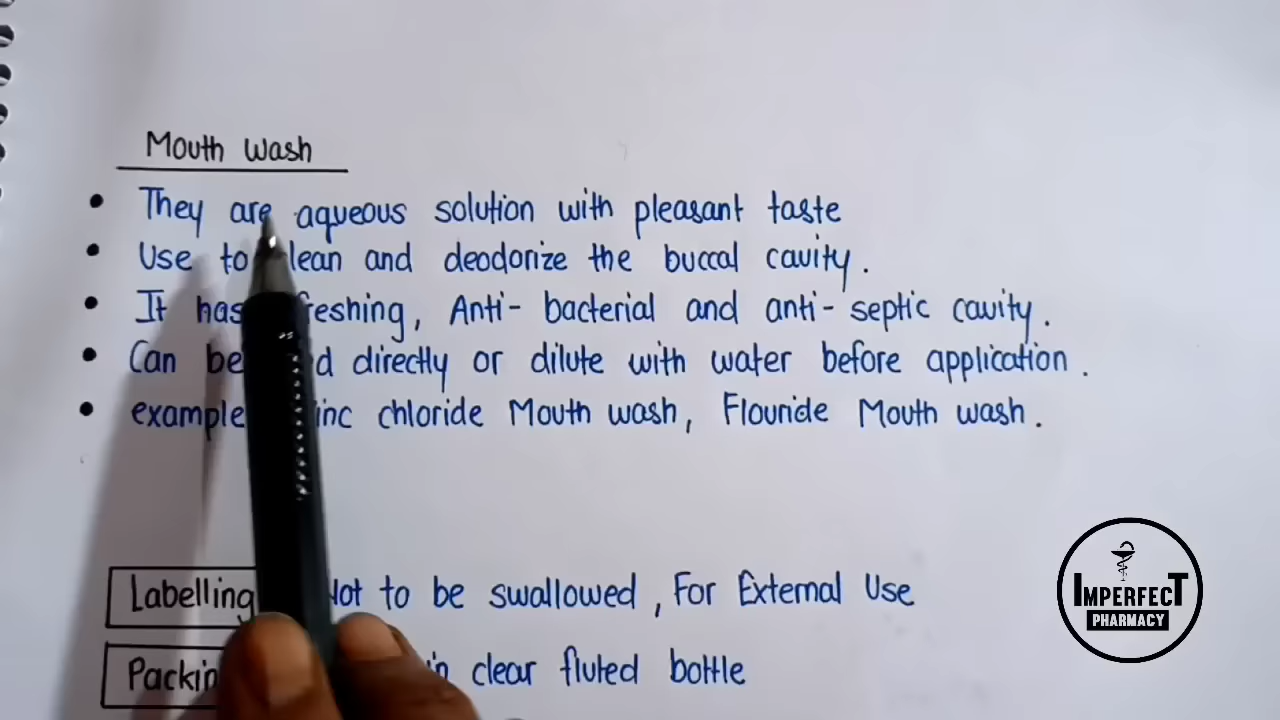 Mouth Wash
• They are aqueous solution with pleasant taste
• Use to lean and deodorize the buccal cavity.
• It has freshing, Anti-bacterial and anti-septic cavity.
• Can be d directly or dilute with water before application.
• example inc chloride Mouth wash, Flouride Mouth wash.
Labelling Not to be swallowed, For External Use
Packin in clear fluted bottle
IMPERFECT
PHARMACY